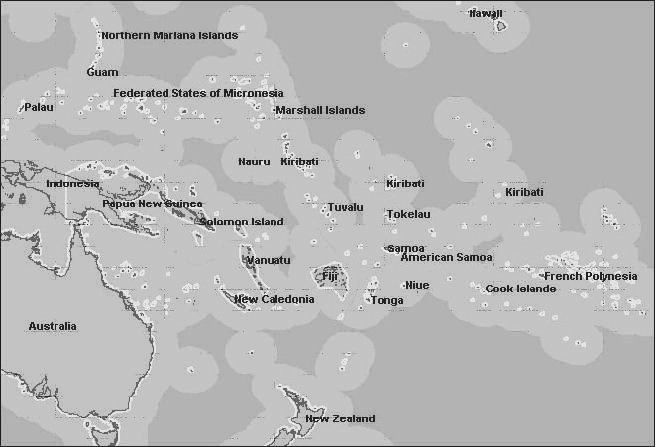 Hawaii
Northern Mariana Islands
Guam
Federated States of Micronesia
Palau
Marshall Islands
Nauru
Kiribati
Indonesia
Kiribati
Kiribati
Papua New Guinea
Tuvalu
Tokelau
Solomon Island
Samoa
American Samoa
Vanuatu
Fiji
French Polynesia
Niue
Cook Islands
New Caledonia
Tonga
Australia
New Zealand